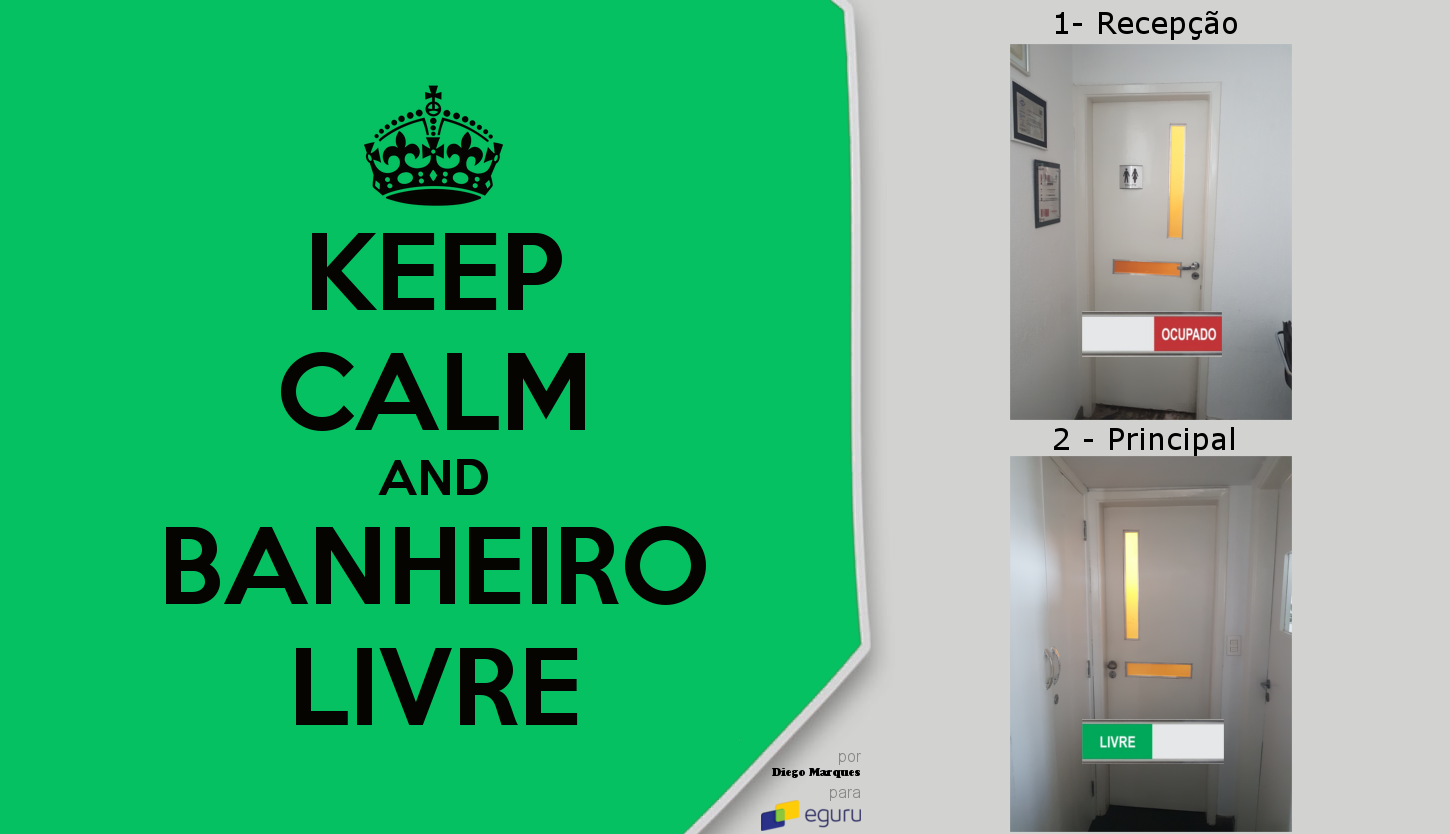 KEEP
CALM
AND
BANHEIRO
LIVRE
por
Diego Marques
para
eguru
1- Recepção
OCUPADO
2 - Principal
LIVRE